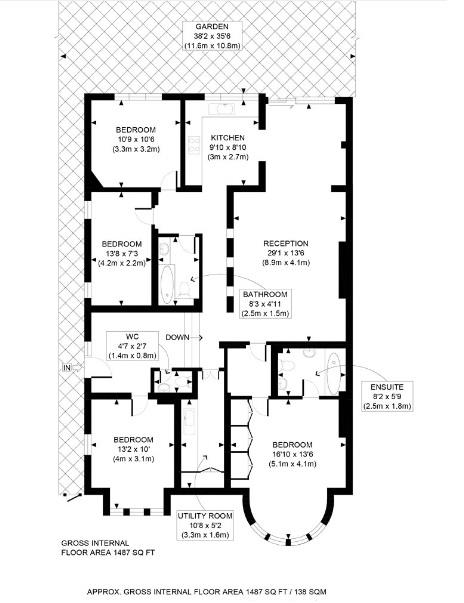 GARDEN
38'2 x 35'6
(11.6m x 10.8m)
BEDROOM
10'9 x 10'6
(3.3m x 3.2m)
KITCHEN
9'10 x 8'10
(3m x 2.7m)
BEDROOM
13'8 x 7'3
(4.2m x 2.2m)
RECEPTION
29'1 x 13'6
(8.9m x 4.1m)
BATHROOM
8'3 x 4'11
(2.5m x 1.5m)
WC
4'7 x 2'7
(1.4m x 0.8m)
DOWN
IN
ENSUITE
8'2 x 5'9
(2.5m x 1.8m)
BEDROOM
13'2 x 10'
(4m x 3.1m)
BEDROOM
16'10 x 13'6
(5.1m x 4.1m)
UTILITY ROOM
10'8 x 5'2
(3.3m x 1.6m)
GROSS INTERNAL
FLOOR AREA 1487 SQ FT
APPROX. GROSS INTERNAL FLOOR AREA 1487 SQ FT / 138 SQM